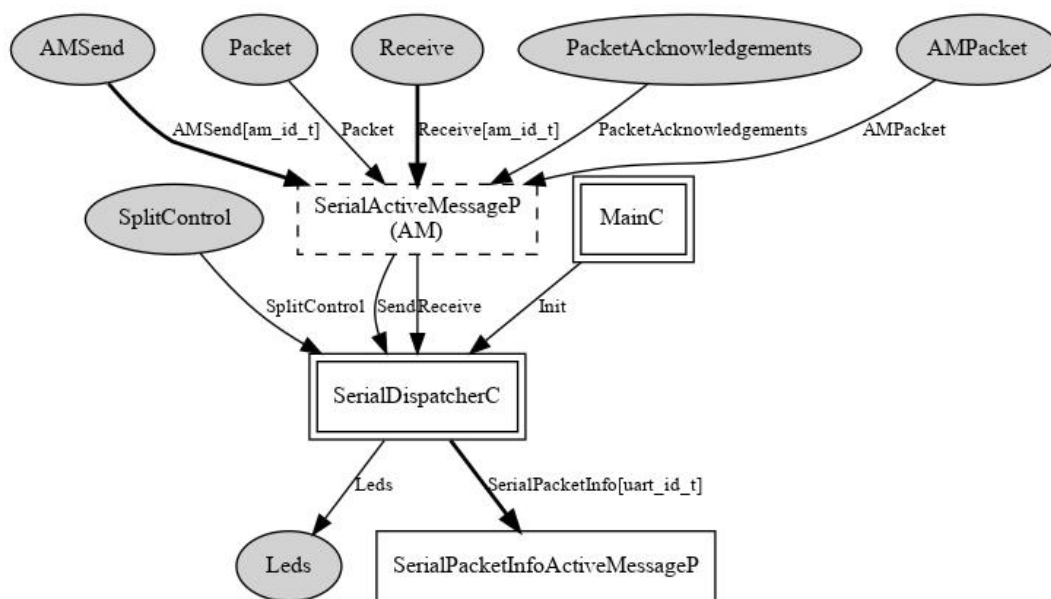 AMSend
Packet
Receive
PacketAcknowledgements
AMPacket
AMSend[am_id_t]
Packet
Receive[am_id_t]
PacketAcknowledgements
AMPacket
SplitControl
SerialActiveMessageP
(AM)
MainC
SplitControl
Send
Receive
Init
SerialDispatcherC
Leds
SerialPacketInfo[uart_id_t]
Leds
SerialPacketInfoActiveMessageP